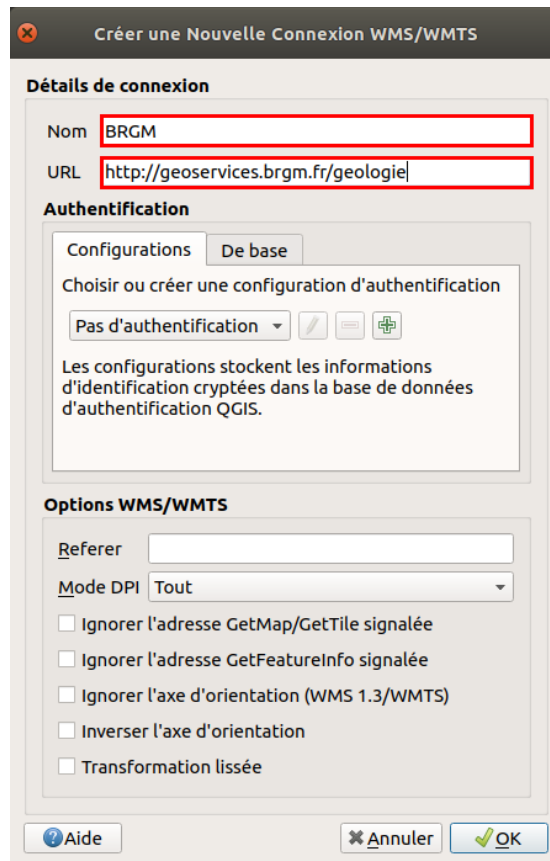 Créer une Nouvelle Connexion WMS/WMTS
Détails de connexion
Nom BRGM
URL http://geoservices.brgm.fr/geologie
Authentification
Configurations De base
Choisir ou créer une configuration d'authentification
Pas d'authentification
Les configurations stockent les informations
d'identification cryptées dans la base de données
d'authentification QGIS.
Options WMS/WMTS
Referer
Mode DPI Tout
Ignorer l'adresse GetMap/GetTile signalée
Ignorer l'adresse GetFeatureInfo signalée
Ignorer l'axe d'orientation (WMS 1.3/WMTS)
Inverser l'axe d'orientation
Transformation lissée
Aide Annuler OK